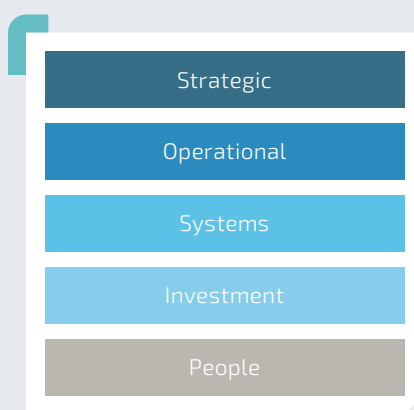 Strategic
Operational
Systems
Investment
People